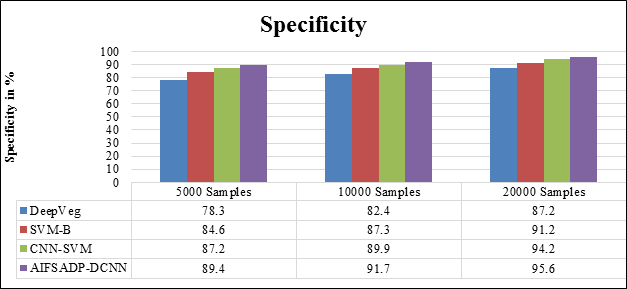 Specificity
Specificity in %
100
90
80
70
60
50
40
30
20
10
0
5000 Samples 10000 Samples 20000 Samples
DeepVeg 78.3 82.4 87.2
SVM-B 84.6 87.3 91.2
CNN-SVM 87.2 89.9 94.2
AIFSADP-DCNN 89.4 91.7 95.6